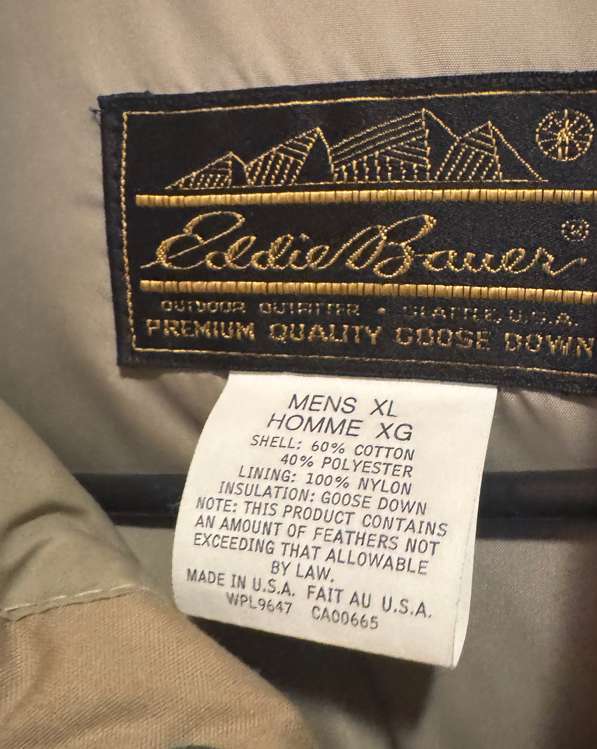 Eddie Bauer ®
OUTDOOR OUTFITTER • SEATTLE, U.S.A.
PREMIUM QUALITY GOOSE DOWN
MENS XL
HOMME XG
SHELL: 60% COTTON
40% POLYESTER
LINING: 100% NYLON
INSULATION: GOOSE DOWN
NOTE: THIS PRODUCT CONTAINS
AN AMOUNT OF FEATHERS NOT
EXCEEDING THAT ALLOWABLE
BY LAW.
MADE IN U.S.A. FAIT AU U.S.A.
WPL9647 CA00665